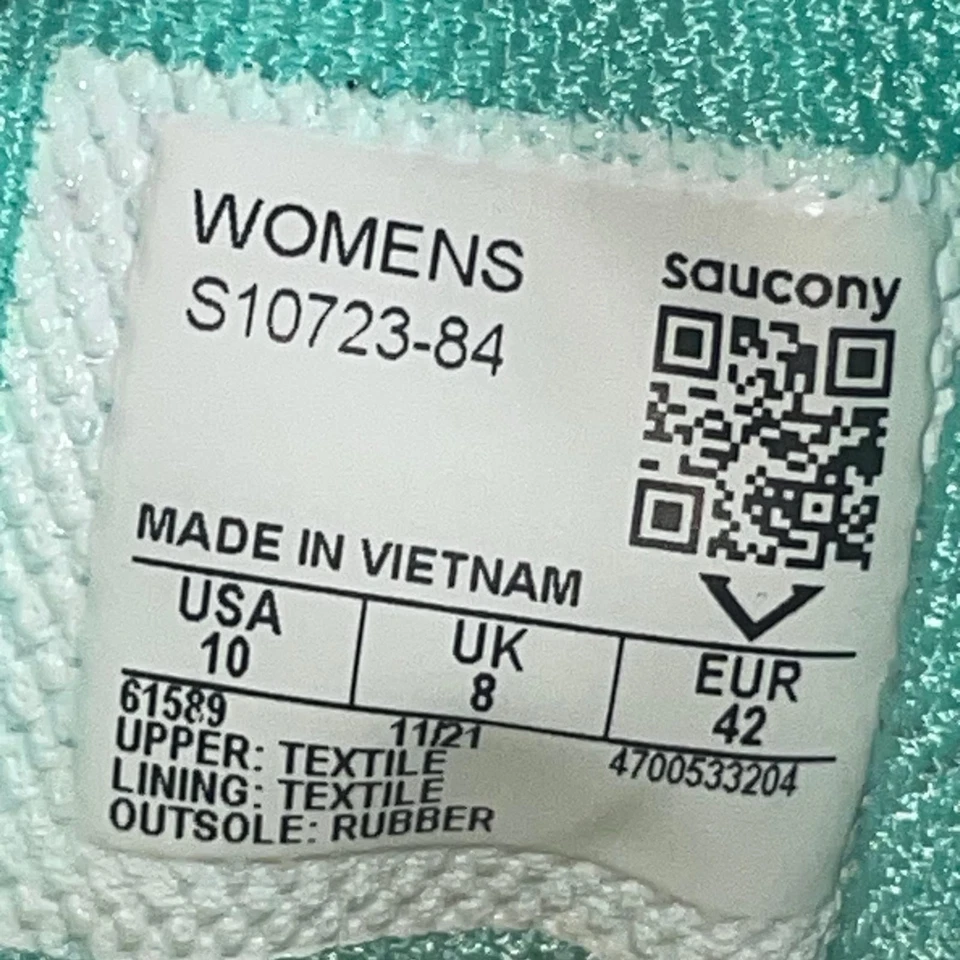 WOMENS
S10723-84
saucony
MADE IN VIETNAM
USA UK EUR
10 8 42
61589 11/21 4700533204
UPPER: TEXTILE
LINING: TEXTILE
OUTSOLE: RUBBER